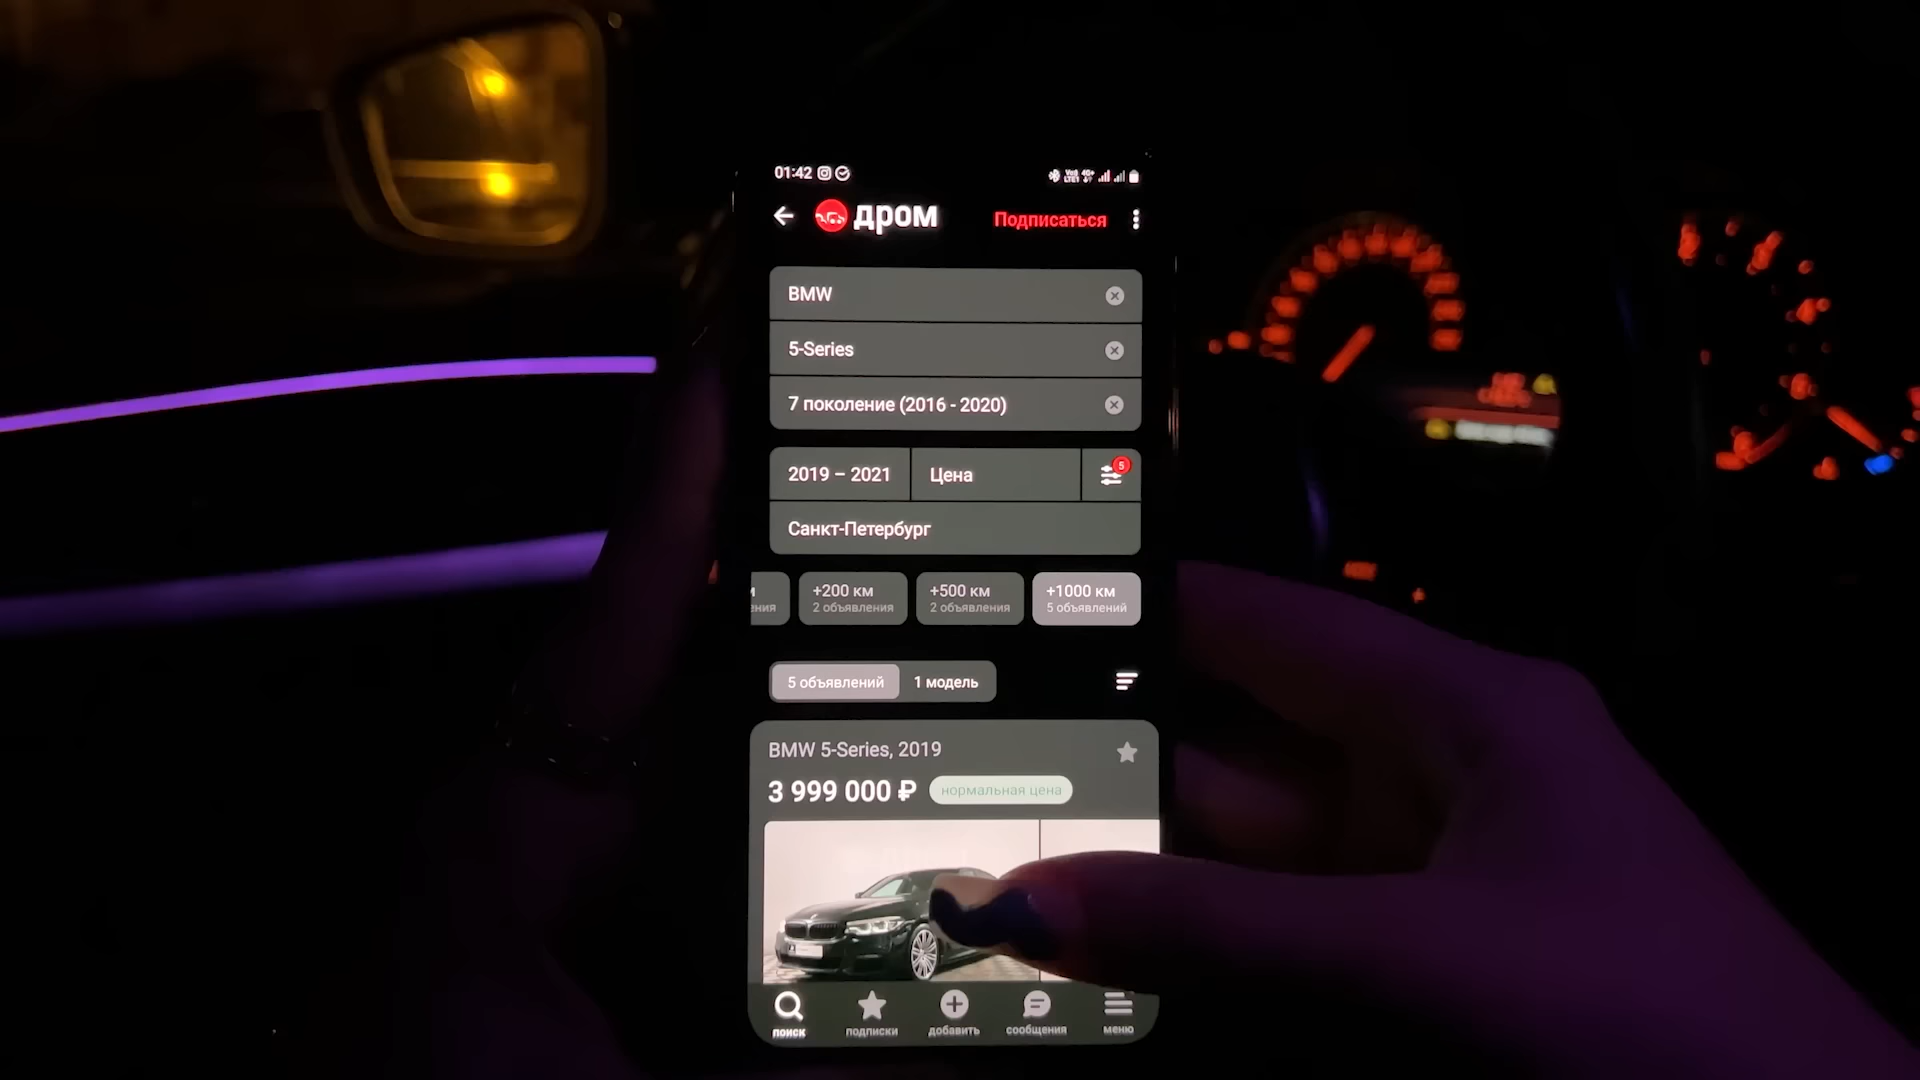 01:42
дром
Подписаться
BMW
5-Series
7 поколение (2016 - 2020)
2019 – 2021
Цена
5
Санкт-Петербург
+200 км
2 объявления
+500 км
2 объявления
+1000 км
5 объявлений
5 объявлений
1 модель
BMW 5-Series, 2019
3 999 000 ₽
нормальная цена
поиск
подписки
добавить
сообщения
меню